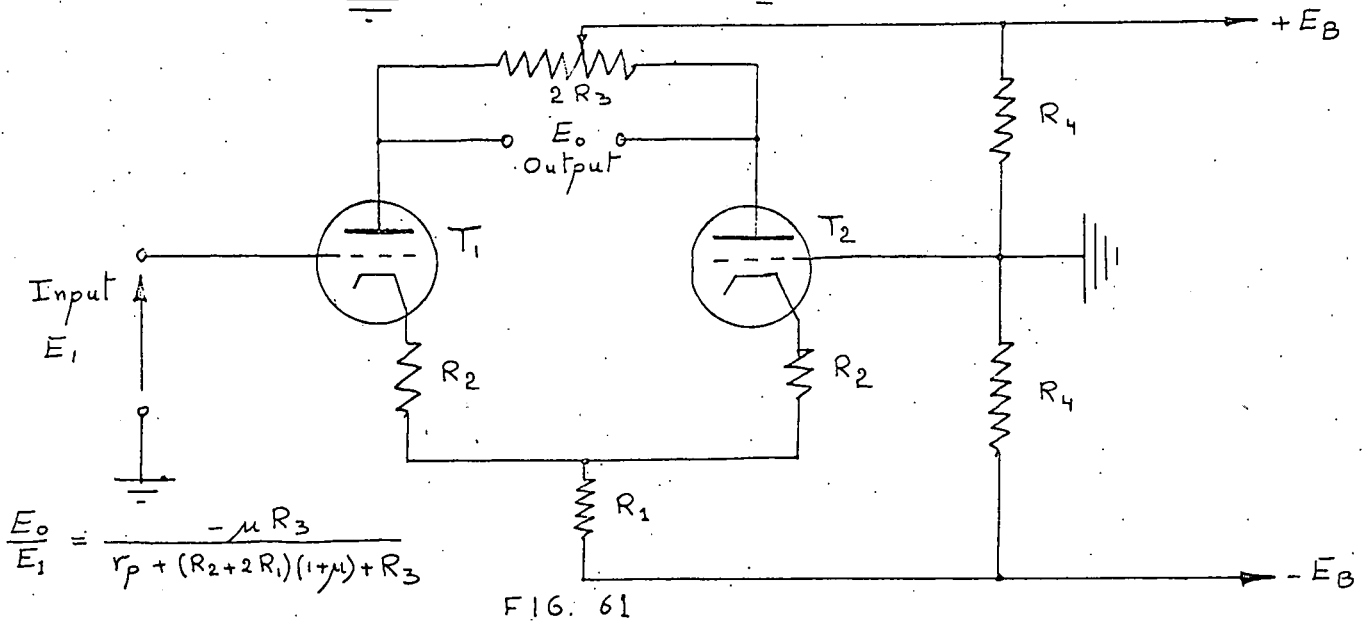 + E_B
2 R_3
R_4
E_o
Output
T_1
T_2
Input
E_1
R_2
R_2
R_4
R_1
E_o / E_1 = -μ R_3 / r_p + (R_2 + 2 R_1)(1+μ) + R_3
- E_B
FIG. 61